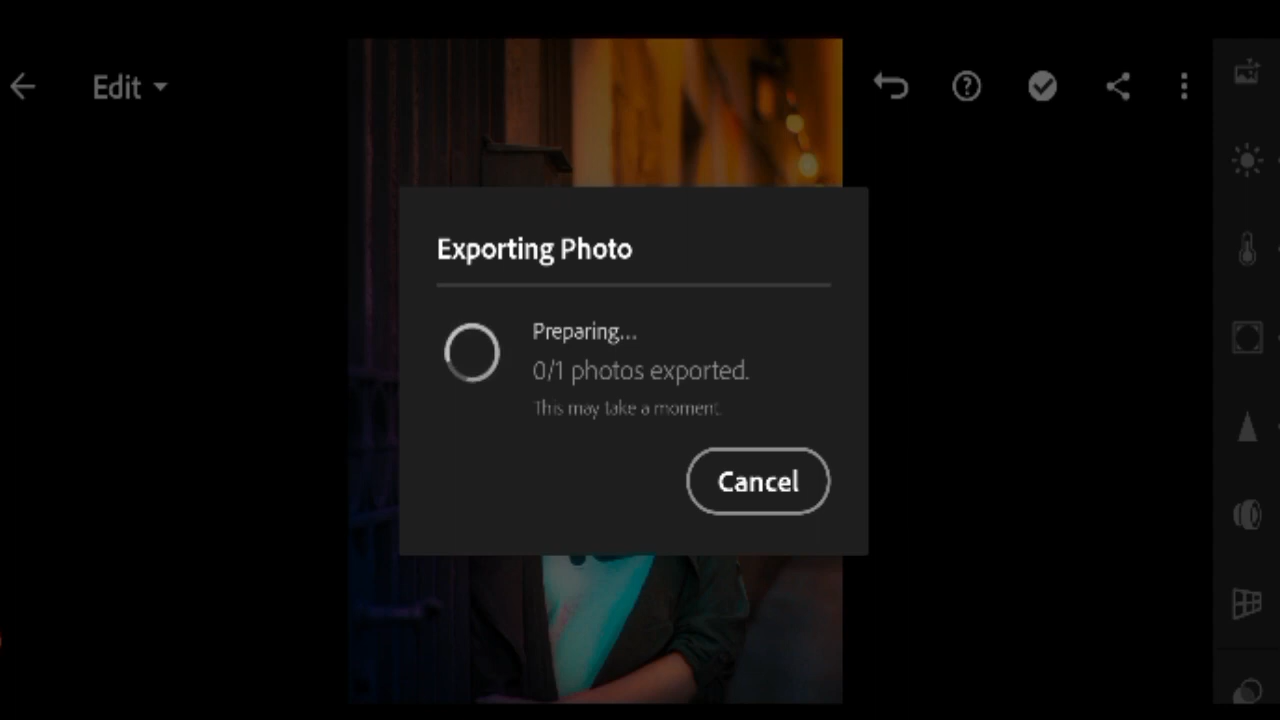 Edit
Exporting Photo
Preparing...
0/1 photos exported.
This may take a moment.
Cancel